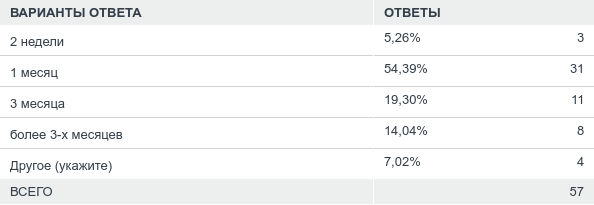 ВАРИАНТЫ ОТВЕТА ОТВЕТЫ
2 недели 5,26% 3
1 месяц 54,39% 31
3 месяца 19,30% 11
более 3-х месяцев 14,04% 8
Другое (укажите) 7,02% 4
ВСЕГО 57